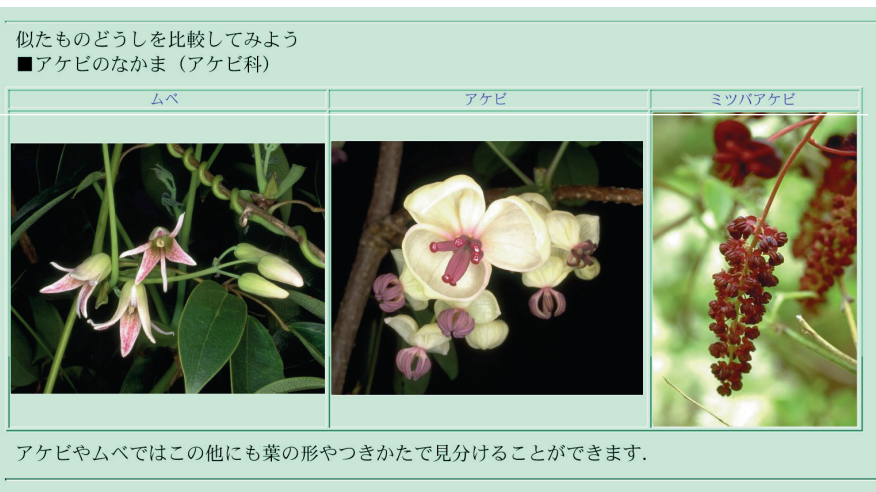 似たものどうしを比較してみよう
■アケビのなかま（アケビ科）
ムベ
アケビ
ミツバアケビ
アケビやムベではこの他にも葉の形やつきかたで見分けることができます.